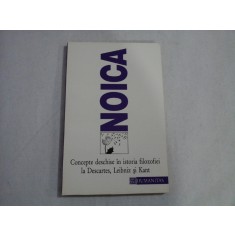 NOICA
Concepte deschise în istoria filozofiei
la Descartes, Leibniz și Kant
HUMANITAS